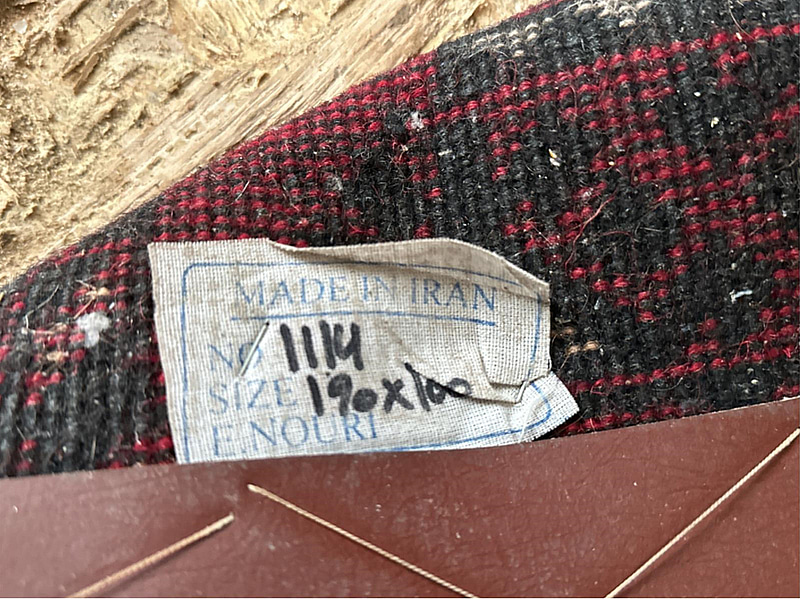 MADE IN IRAN
NO 1114
SIZE 190x100
E.NOURI